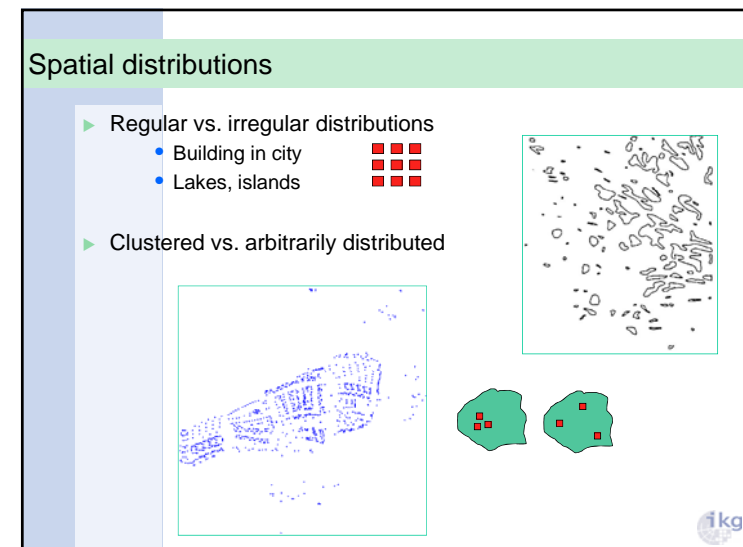 Spatial distributions
Regular vs. irregular distributions
Building in city
Lakes, islands
Clustered vs. arbitrarily distributed
ikg